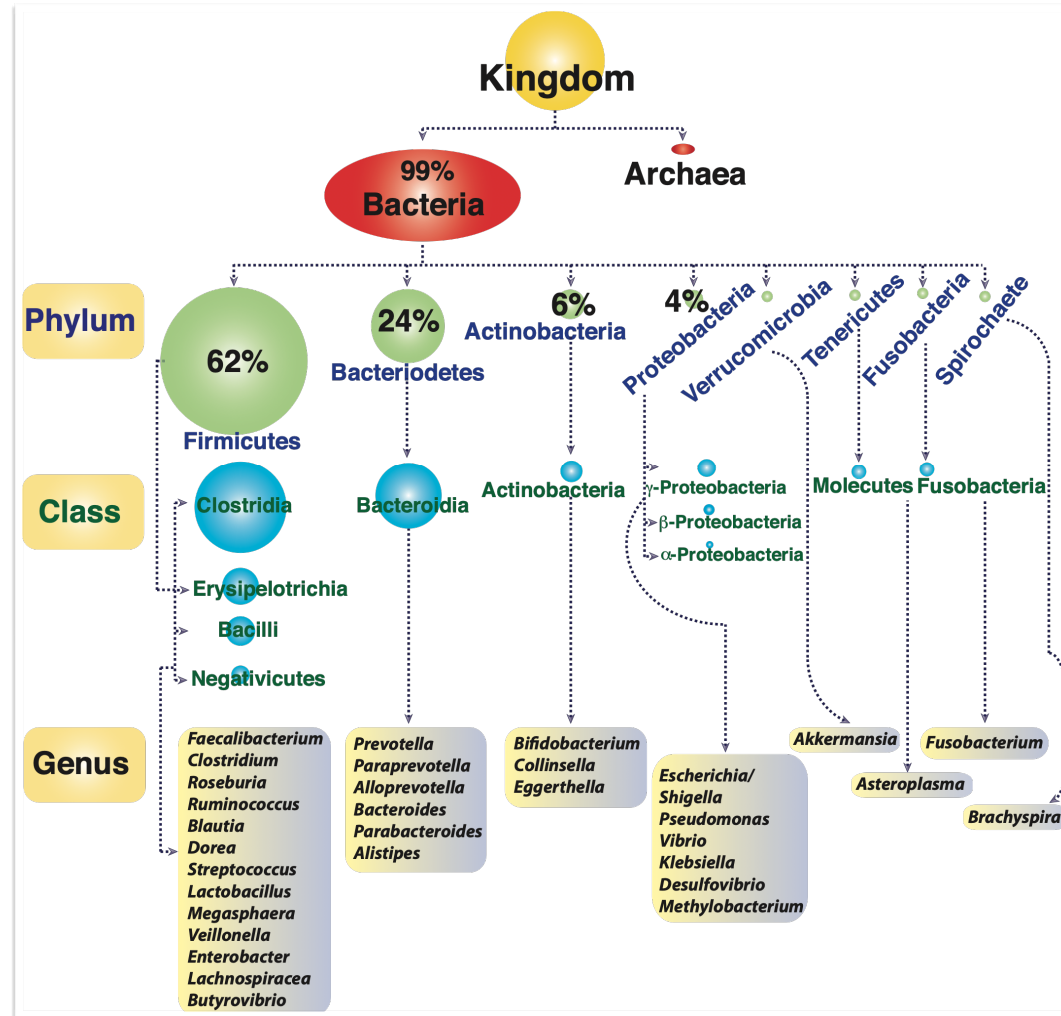 Kingdom
99%
Bacteria
Archaea
Phylum
62%
Firmicutes
24%
Bacteriodetes
6%
Actinobacteria
4%
Proteobacteria
Verrucomicrobia
Tenericutes
Fusobacteria
Spirochaete
Class
Clostridia
Erysipelotrichia
Bacilli
Negativicutes
Bacteroidia
Actinobacteria
γ-Proteobacteria
β-Proteobacteria
α-Proteobacteria
Molecutes
Fusobacteria
Genus
Faecalibacterium
Clostridium
Roseburia
Ruminococcus
Blautia
Dorea
Streptococcus
Lactobacillus
Megasphaera
Veillonella
Enterobacter
Lachnospiracea
Butyrovibrio
Prevotella
Paraprevotella
Alloprevotella
Bacteroides
Parabacteroides
Alistipes
Bifidobacterium
Collinsella
Eggerthella
Escherichia/
Shigella
Pseudomonas
Vibrio
Klebsiella
Desulfovibrio
Methylobacterium
Akkermansia
Asteroplasma
Fusobacterium
Brachyspira